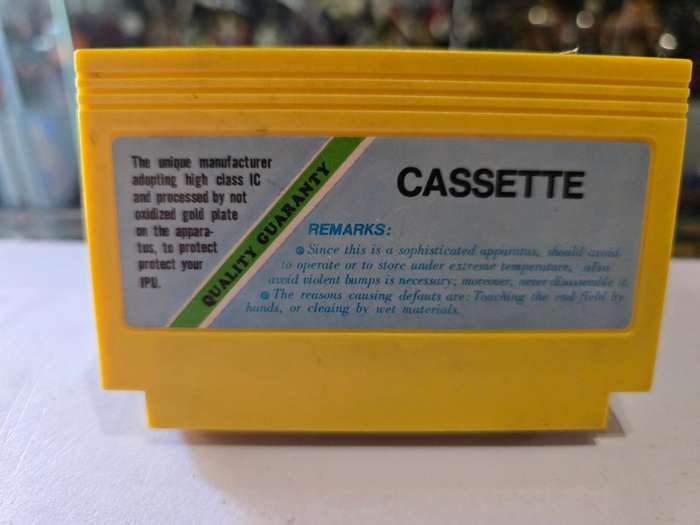 The unique manufacturer
adopting high class IC
and processed by not
oxidized gold plate
on the appara-
tus, to protect
protect your
IPU.
QUALITY GUARANTY
CASSETTE
REMARKS:
Since this is a sophisticated apparatus, should avoid
to operate or to store under extreme temperature, also
avoid violent bumps is necessary; moreover, never disassemble it.
The reasons causing defauts are: Touching the end field by
hands, or cleaing by wet materials.